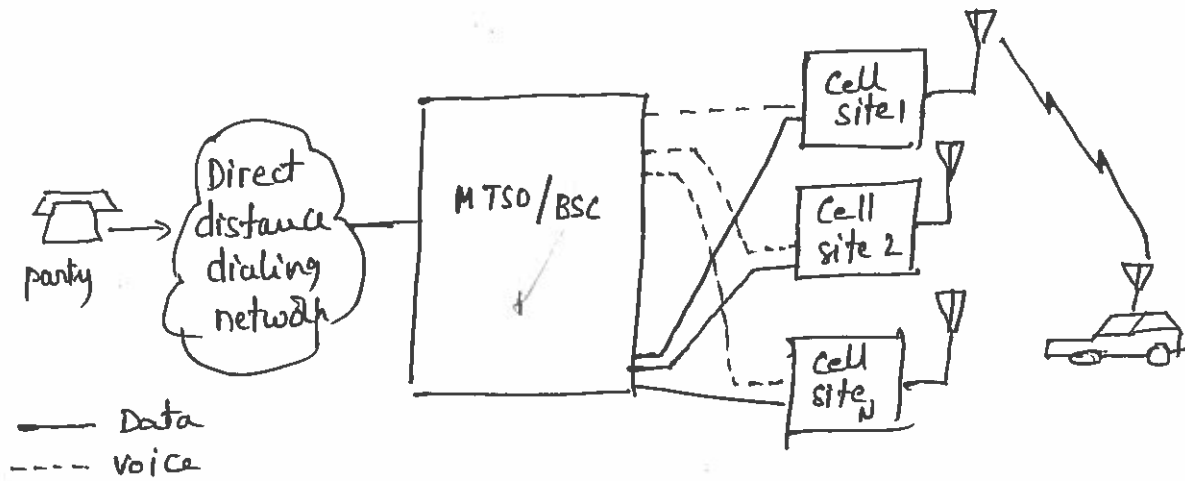 Cell
site 1
Direct
distance
dialing
network
MTSO/BSC
Cell
site 2
party
Cell
site N
Data
Voice